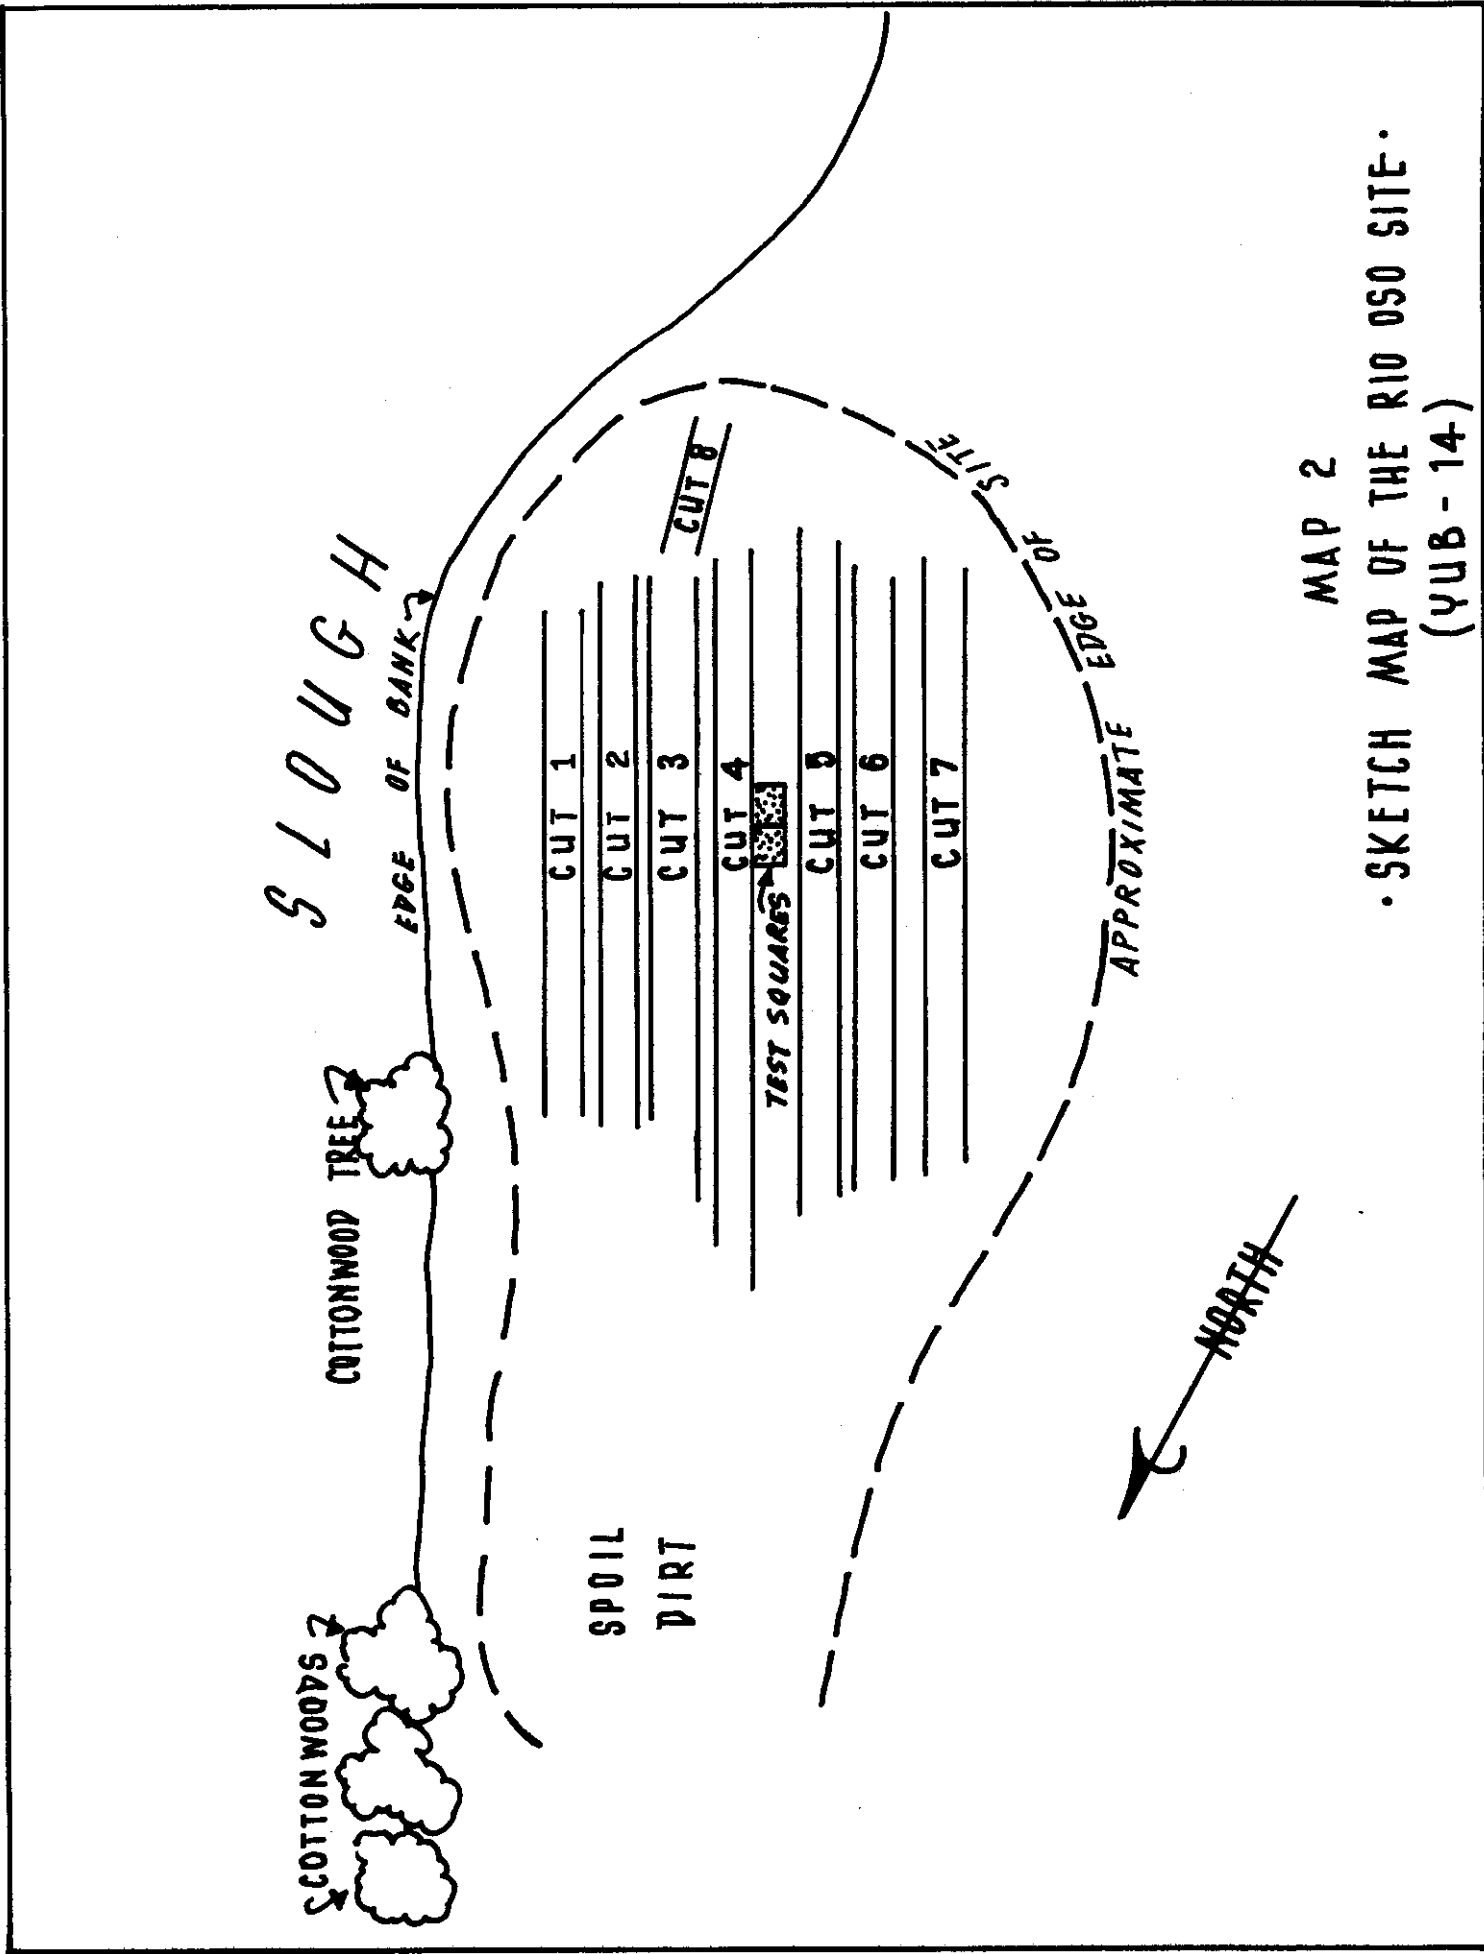 SLOUGH
EDGE OF BANK
COTTONWOODS
COTTONWOOD TREE
CUT 1
CUT 2
CUT 3
CUT 4
CUT 8
TEST SQUARES
CUT 5
CUT 6
CUT 7
SPOIL
DIRT
APPROXIMATE EDGE OF SITE
NORTH
MAP 2
· SKETCH MAP OF THE RIO OSO SITE ·
(YUB-14)